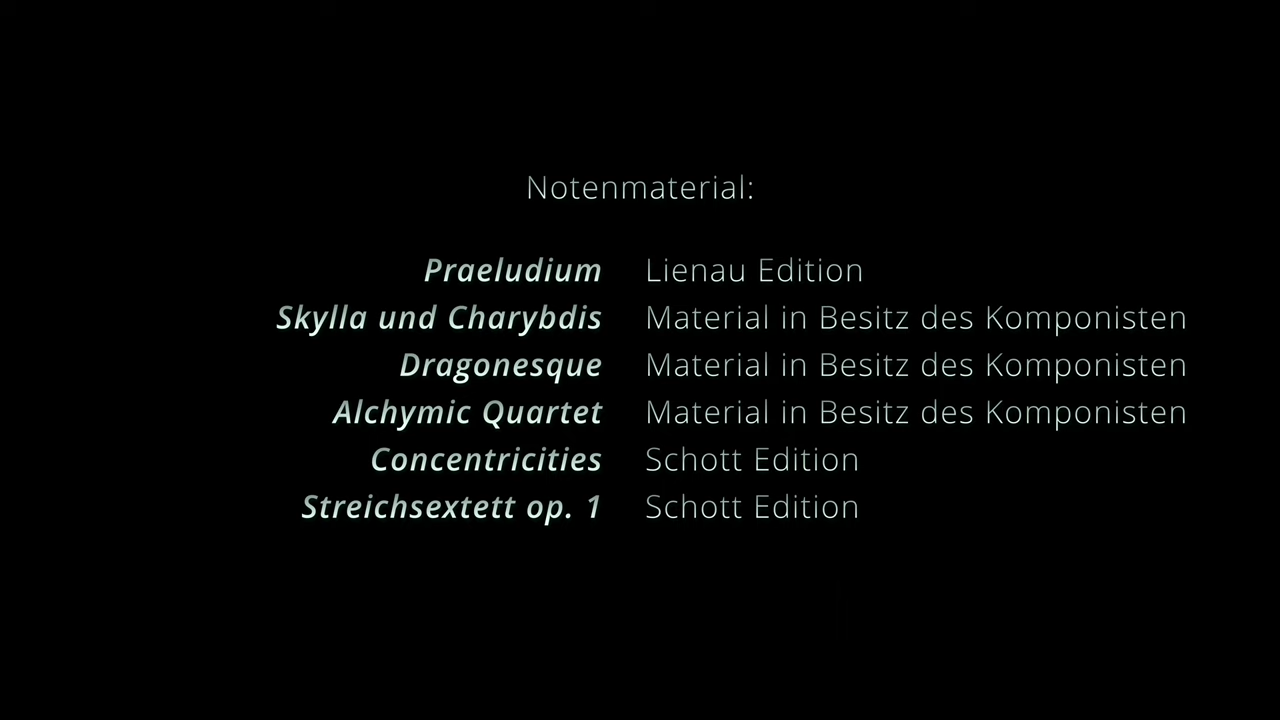 Notenmaterial:
Praeludium Lienau Edition
Skylla und Charybdis Material in Besitz des Komponisten
Dragonesque Material in Besitz des Komponisten
Alchymic Quartet Material in Besitz des Komponisten
Concentricities Schott Edition
Streichsextett op. 1 Schott Edition